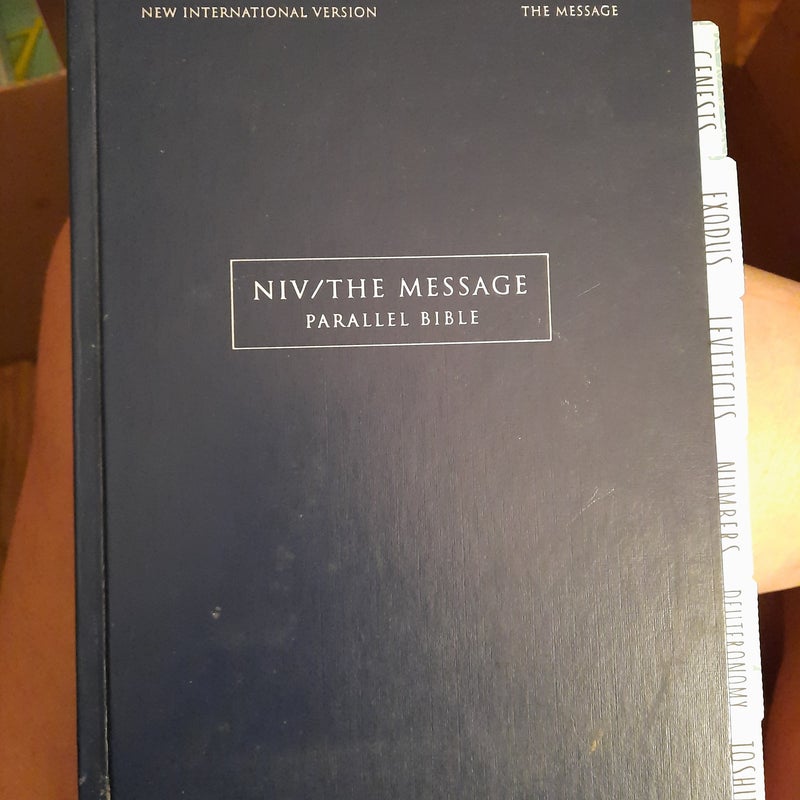 NEW INTERNATIONAL VERSION
THE MESSAGE
NIV/THE MESSAGE
PARALLEL BIBLE
GENESIS
EXODUS
LEVITICUS
NUMBERS
DEUTERONOMY